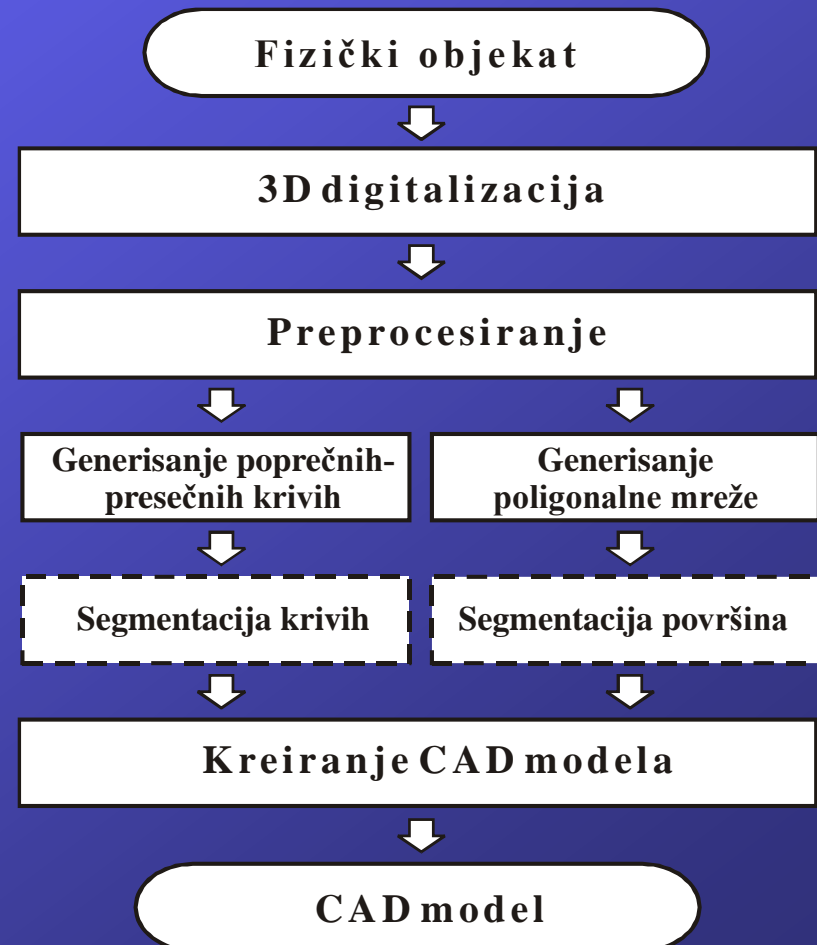 Fizički objekat
3D digitalizacija
Preprocesiranje
Generisanje poprečnih-
presečnih krivih
Generisanje
poligonalne mreže
Segmentacija krivih
Segmentacija površina
Kreiranje CAD modela
CAD model